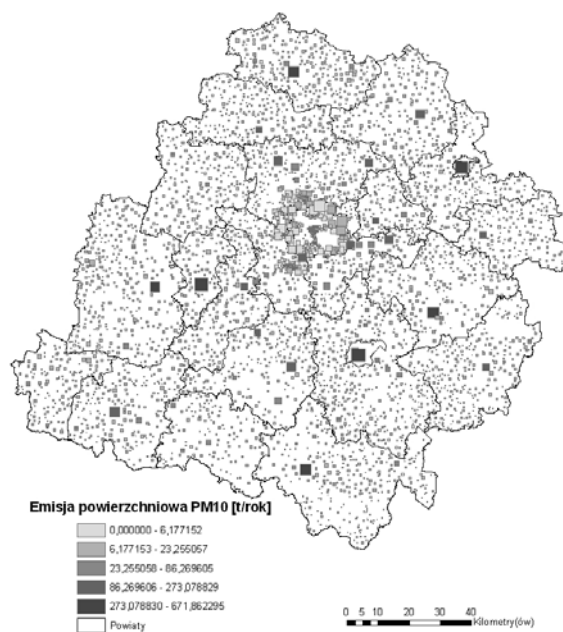 Emisja powierzchniowa PM10 [t/rok]
0,000000 - 6,177152
6,177153 - 23,255057
23,255058 - 86,269605
86,269606 - 273,078829
273,078830 - 671,862295
Powiaty
0 5 10 20 30 40
Kilometry(ów)